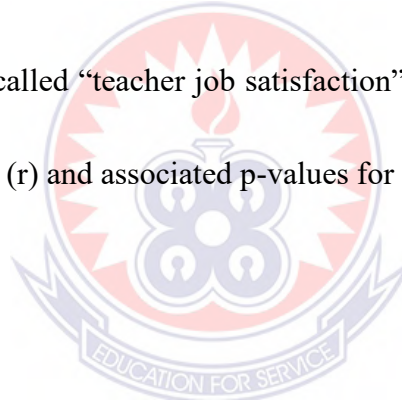 called “teacher job satisfaction”
(r) and associated p-values for
EDUCATION FOR SERVICE